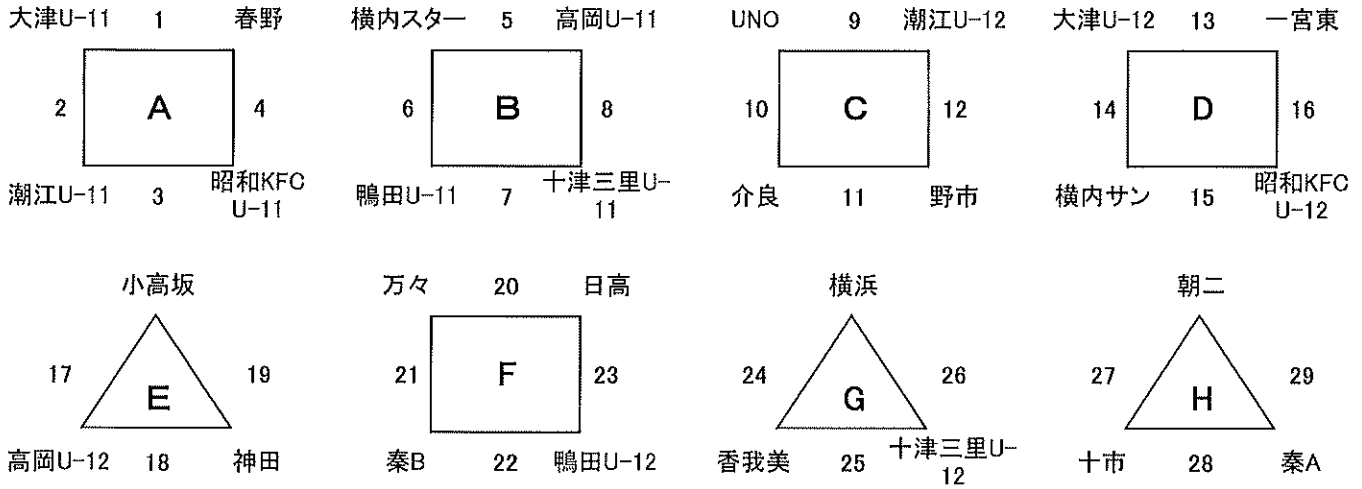 大津U-11 1 春野 横内スター 5 高岡U-11 UNO 9 潮江U-12 大津U-12 13 一宮東
2 A 4 6 B 8 10 C 12 14 D 16
潮江U-11 3 昭和KFC
U-11 鴨田U-11 7 十津三里U-
11 介良 11 野市 横内サン 15 昭和KFC
U-12
小高坂 万々 20 日高 横浜 朝二
17 E 19 21 F 23 24 G 26 27 H 29
高岡U-12 18 神田 秦B 22 鴨田U-12 香我美 25 十津三里U-
12 十市 28 秦A